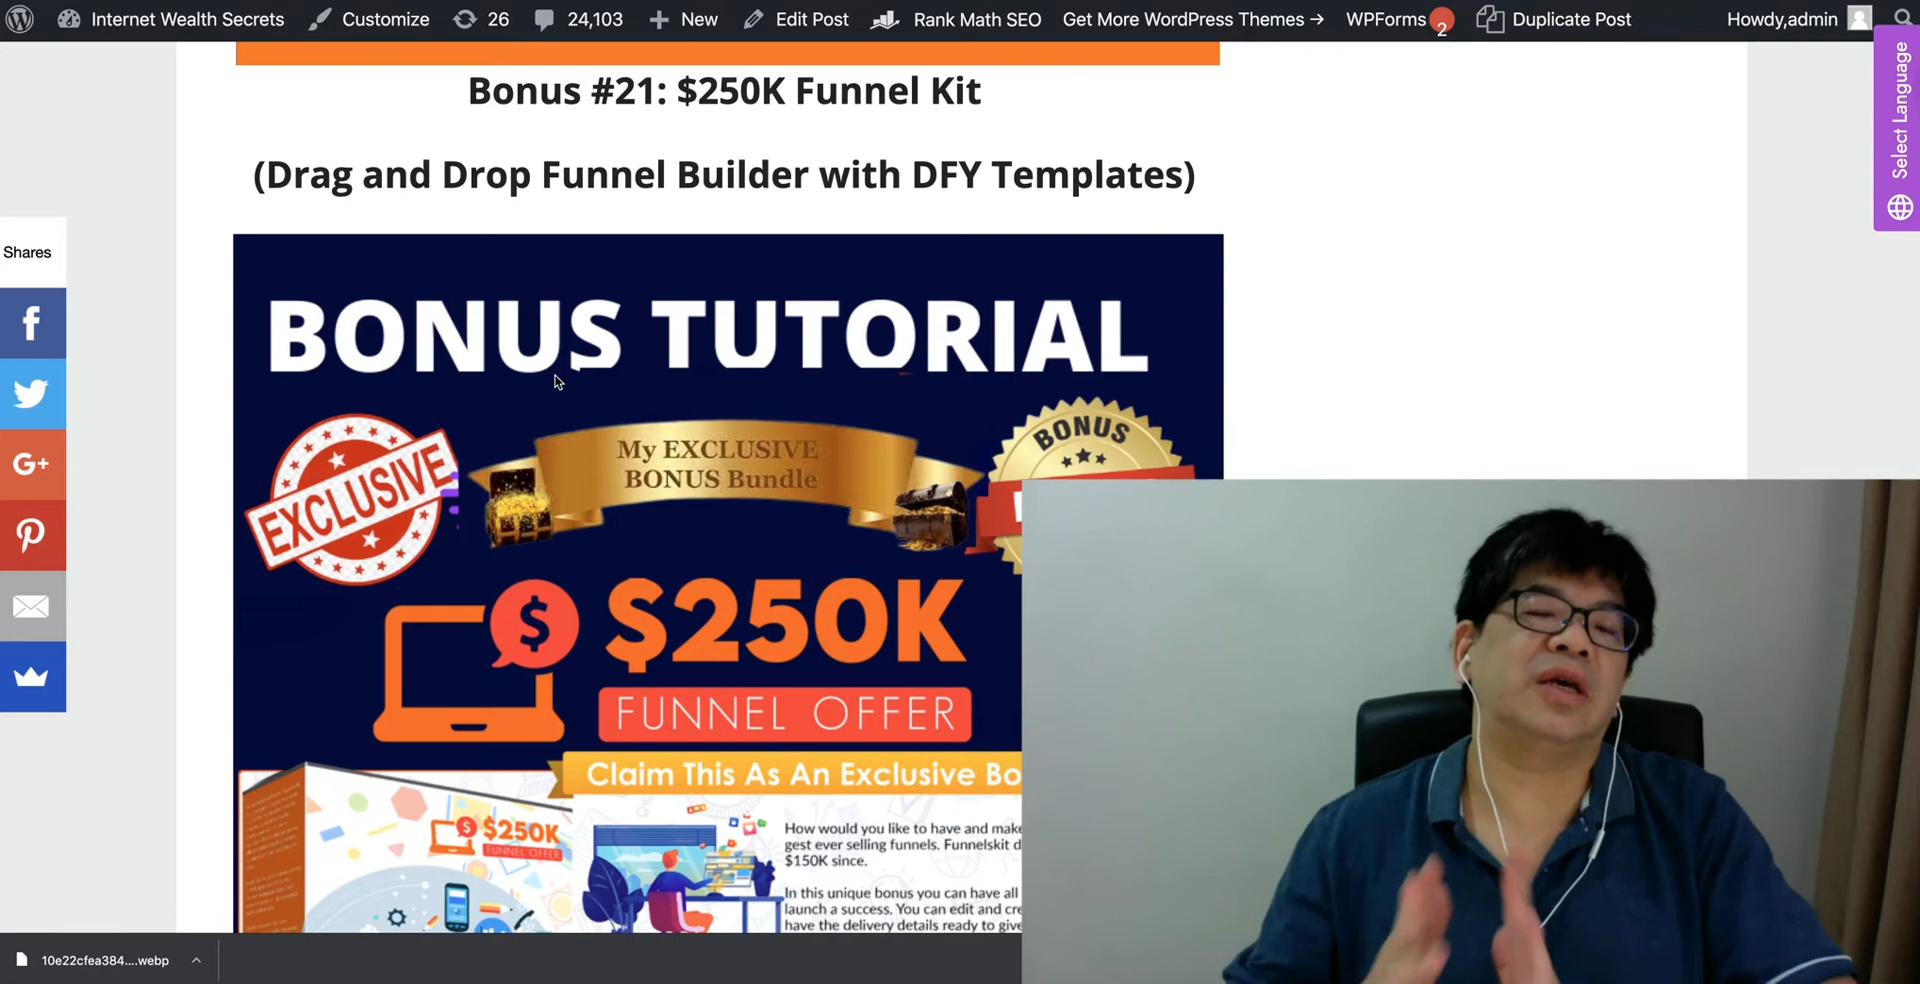 Internet Wealth Secrets Customize 26 24,103 New Edit Post Rank Math SEO Get More WordPress Themes → WPForms 2 Duplicate Post Howdy,admin
Select Language
Bonus #21: $250K Funnel Kit
(Drag and Drop Funnel Builder with DFY Templates)
Shares
BONUS TUTORIAL
EXCLUSIVE
My EXCLUSIVE
BONUS Bundle
BONUS
$250K
FUNNEL OFFER
Claim This As An Exclusive Bo
$250K
FUNNEL OFFER
How would you like to have and make
gest ever selling funnels. Funnelskit d
$150K since.
In this unique bonus you can have all
launch a success. You can edit and cre
have the delivery details ready to give
10e22cfea384....webp